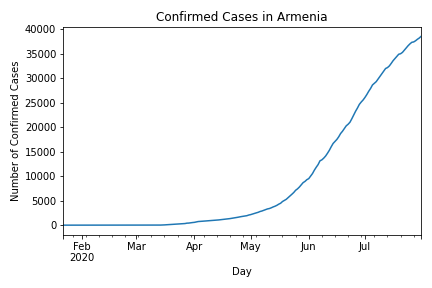 Confirmed Cases in Armenia
Number of Confirmed Cases
40000
35000
30000
25000
20000
15000
10000
5000
0
Feb Mar Apr May Jun Jul
2020
Day